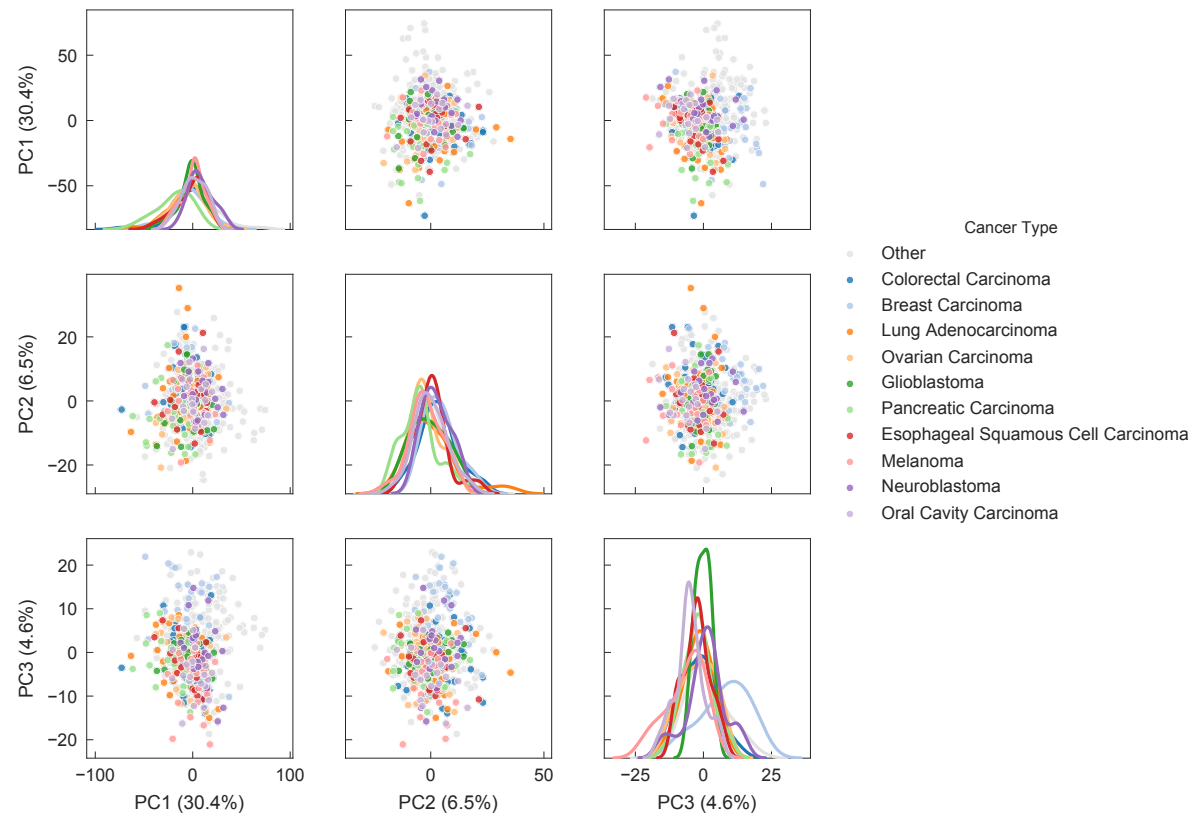 PC1 (30.4%)
50
0
−50
PC2 (6.5%)
20
0
−20
PC3 (4.6%)
20
10
0
−10
−20
−100
0
100
0
50
−25
0
25
PC1 (30.4%)
PC2 (6.5%)
PC3 (4.6%)
Cancer Type
Other
Colorectal Carcinoma
Breast Carcinoma
Lung Adenocarcinoma
Ovarian Carcinoma
Glioblastoma
Pancreatic Carcinoma
Esophageal Squamous Cell Carcinoma
Melanoma
Neuroblastoma
Oral Cavity Carcinoma